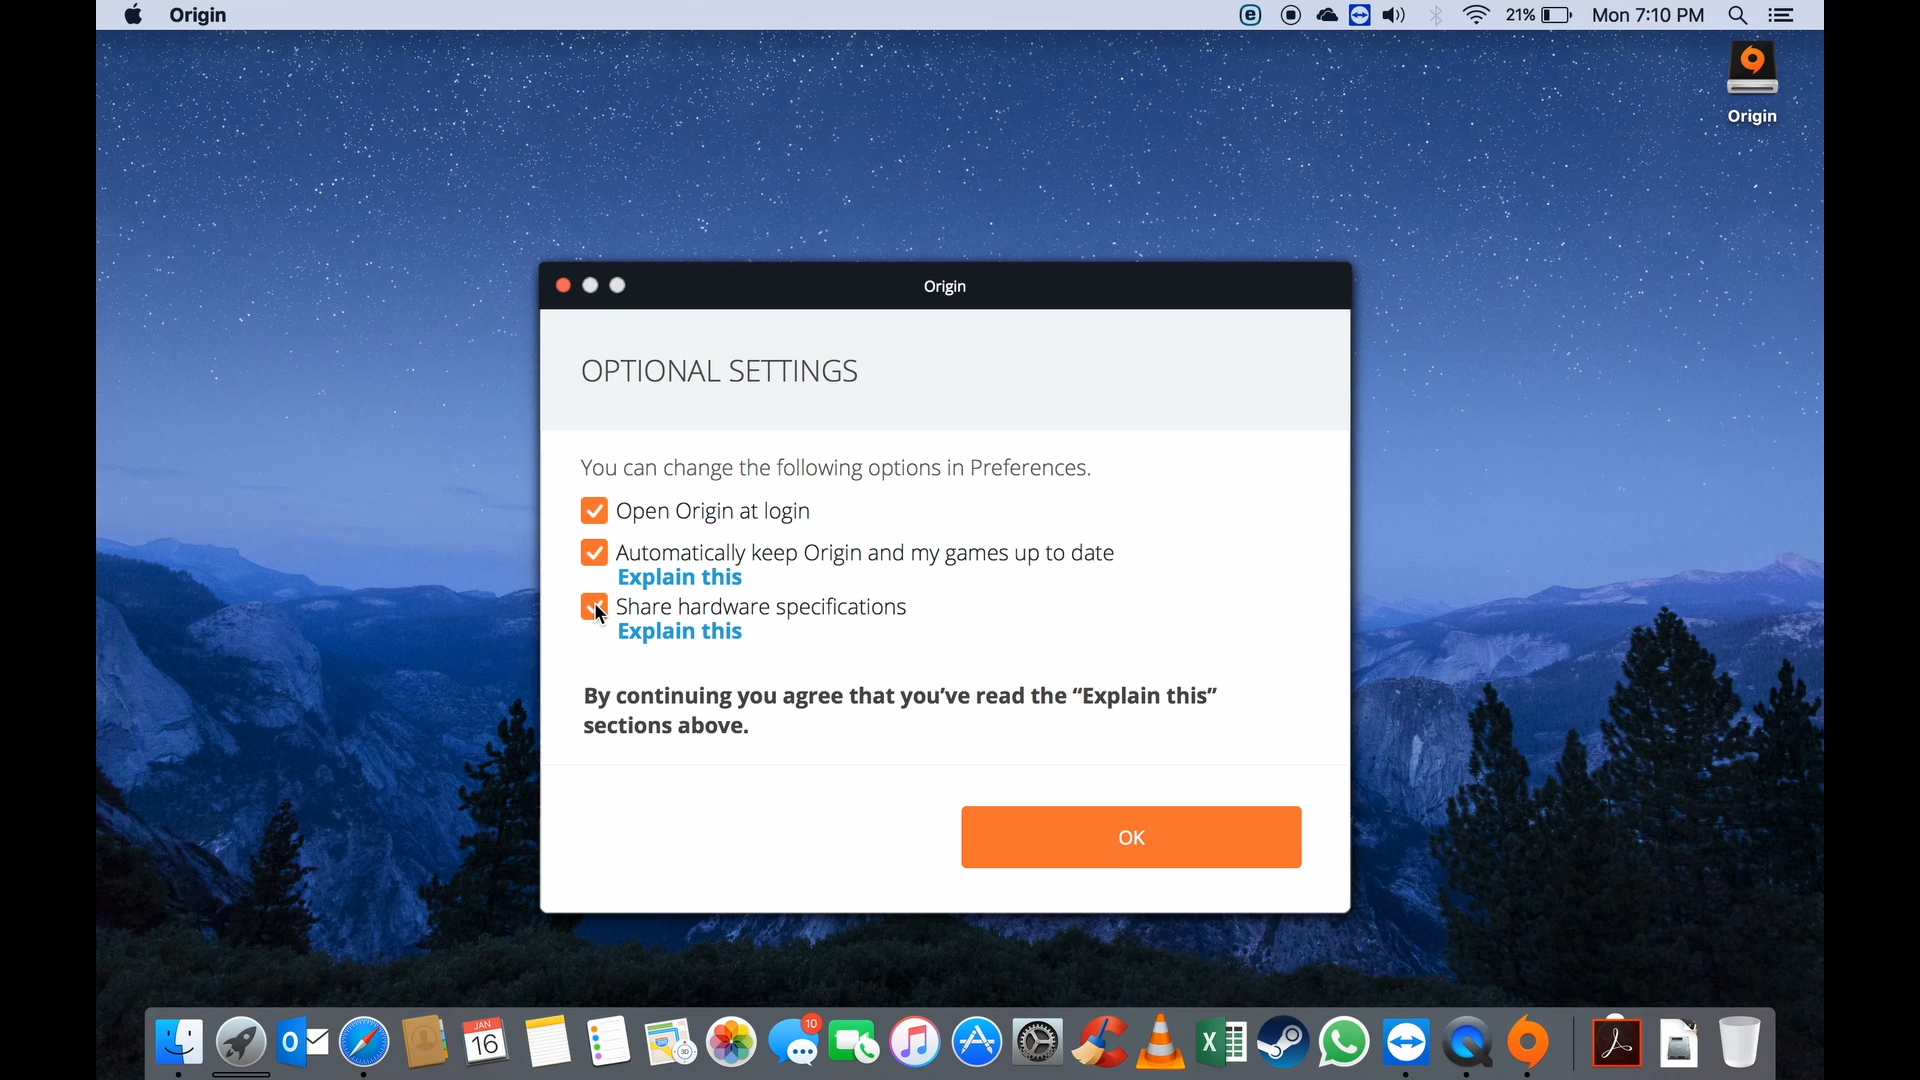 Origin
21%
Mon 7:10 PM
Origin
Origin
OPTIONAL SETTINGS
You can change the following options in Preferences.
Open Origin at login
Automatically keep Origin and my games up to date
Explain this
Share hardware specifications
Explain this
By continuing you agree that you’ve read the “Explain this”
sections above.
OK
JAN
16
3D
10